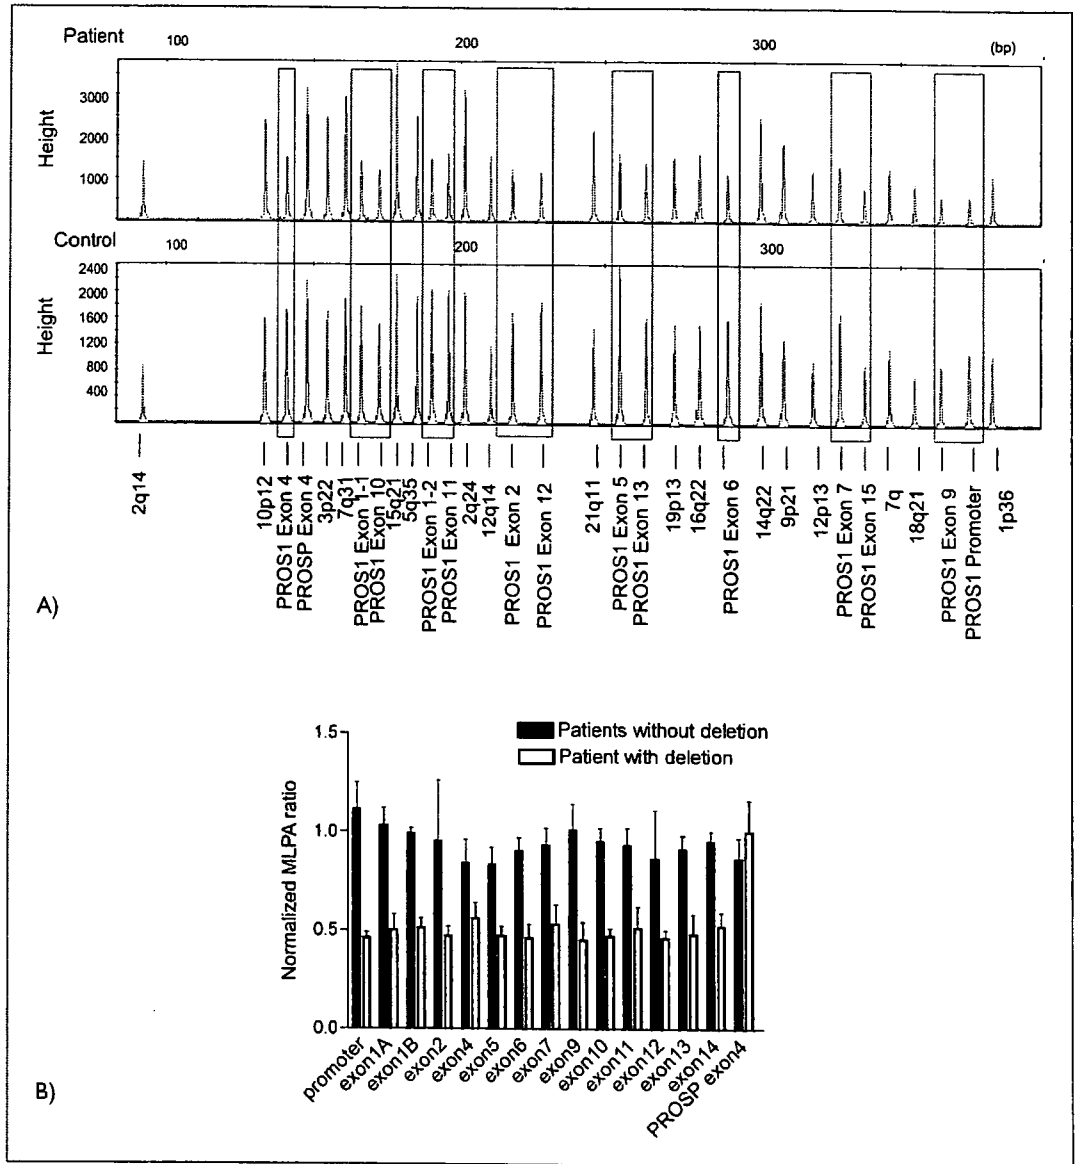 Patient
100
200
300
(bp)
Height
3000
2000
1000
Control
100
200
300
Height
2400
2000
1600
1200
800
400
2q14
10p12
PROS1 Exon 4
PROSP Exon 4
3p22
7q31
PROS1 Exon 1-1
PROS1 Exon 10
15q21
5q35
PROS1 Exon 1-2
PROS1 Exon 11
2q24
12q14
PROS1 Exon 2
PROS1 Exon 12
21q11
PROS1 Exon 5
PROS1 Exon 13
19p13
16q22
PROS1 Exon 6
14q22
9p21
12p13
PROS1 Exon 7
PROS1 Exon 15
7q
18q21
PROS1 Exon 9
PROS1 Promoter
1p36
A)
Patients without deletion
Patient with deletion
Normalized MLPA ratio
1.5
1.0
0.5
0.0
promoter
exon1A
exon1B
exon2
exon4
exon5
exon6
exon7
exon9
exon10
exon11
exon12
exon13
exon14
PROSP exon4
B)